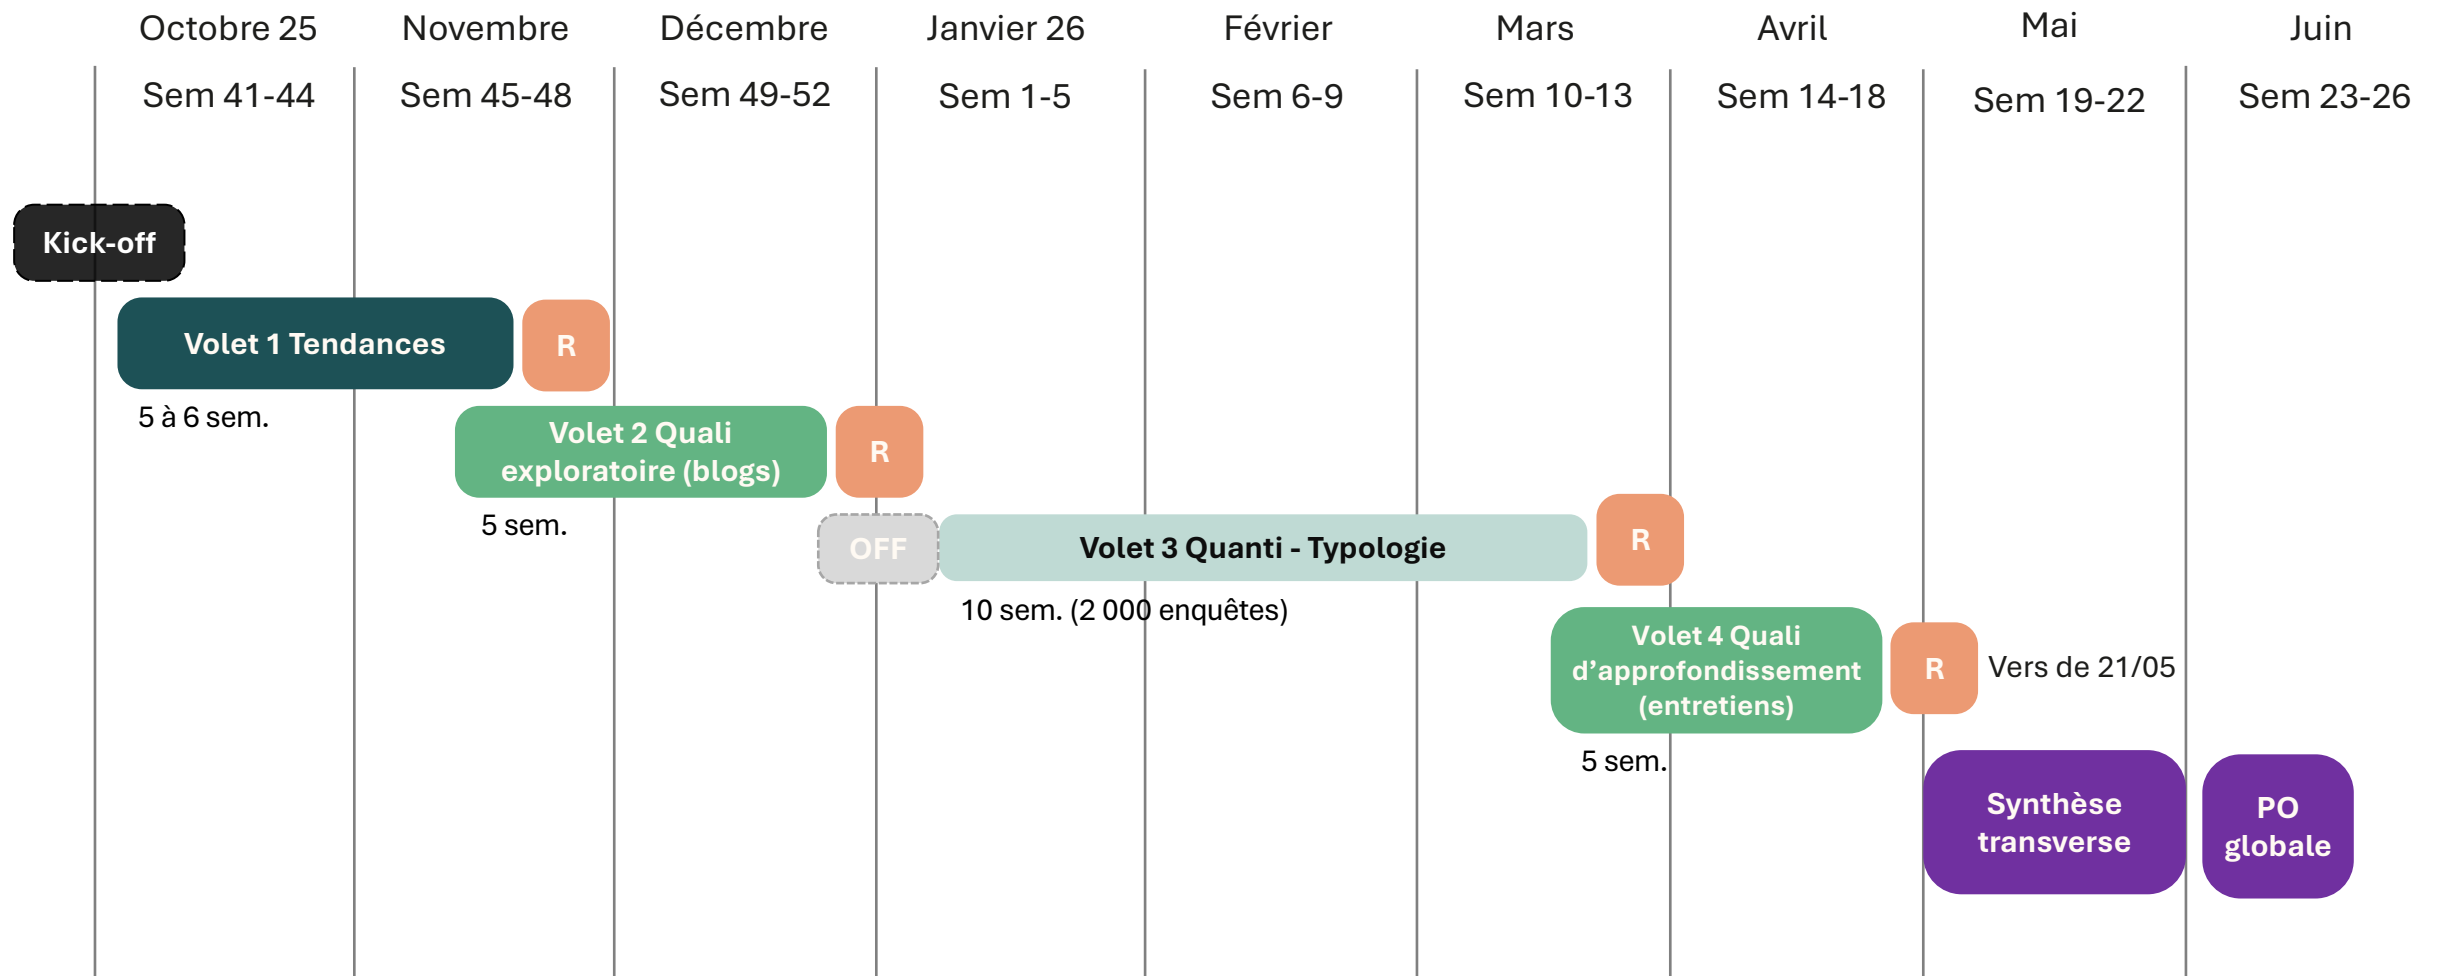 Octobre 25
Novembre
Décembre
Janvier 26
Février
Mars
Avril
Mai
Juin
Sem 41-44
Sem 45-48
Sem 49-52
Sem 1-5
Sem 6-9
Sem 10-13
Sem 14-18
Sem 19-22
Sem 23-26
Kick-off
Volet 1 Tendances
R
5 à 6 sem.
Volet 2 Quali
exploratoire (blogs)
R
5 sem.
OFF
Volet 3 Quanti - Typologie
R
10 sem. (2 000 enquêtes)
Volet 4 Quali
d’approfondissement
(entretiens)
R
Vers de 21/05
5 sem.
Synthèse
transverse
PO
globale